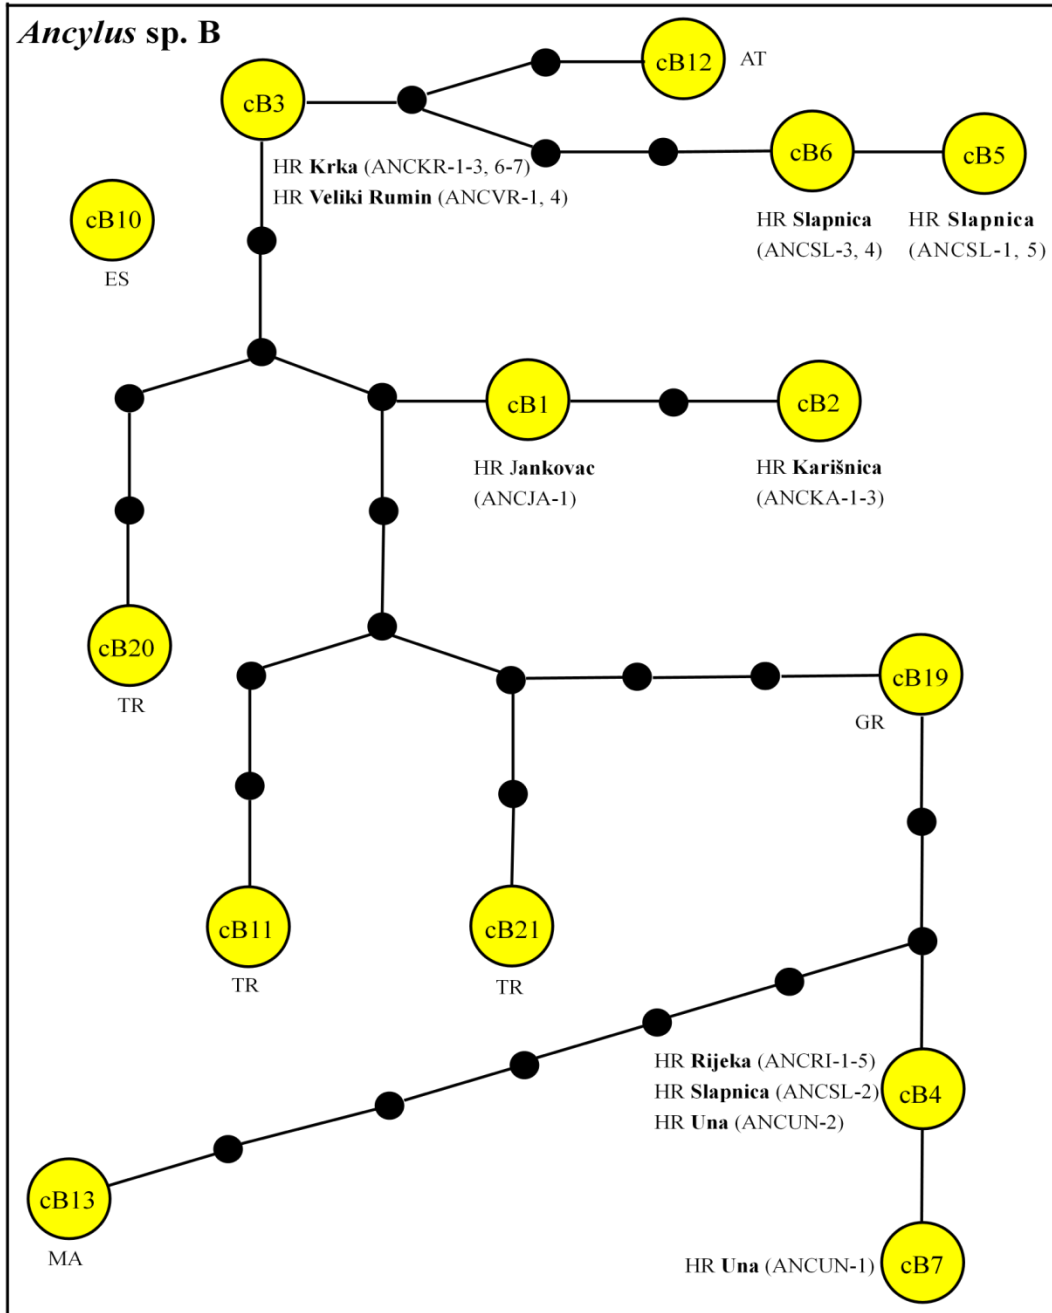 Ancylus sp. B
cB12
AT
cB3
HR Krka (ANCKR-1-3, 6-7)
HR Veliki Rumin (ANCVR-1, 4)
cB6
HR Slapnica
(ANCSL-3, 4)
cB5
HR Slapnica
(ANCSL-1, 5)
cB10
ES
cB1
HR Jankovac
(ANCJA-1)
cB2
HR Karišnica
(ANCKA-1-3)
cB20
TR
cB19
GR
cB11
TR
cB21
TR
HR Rijeka (ANCRI-1-5)
HR Slapnica (ANCSL-2)
HR Una (ANCUN-2)
cB4
cB13
MA
HR Una (ANCUN-1)
cB7